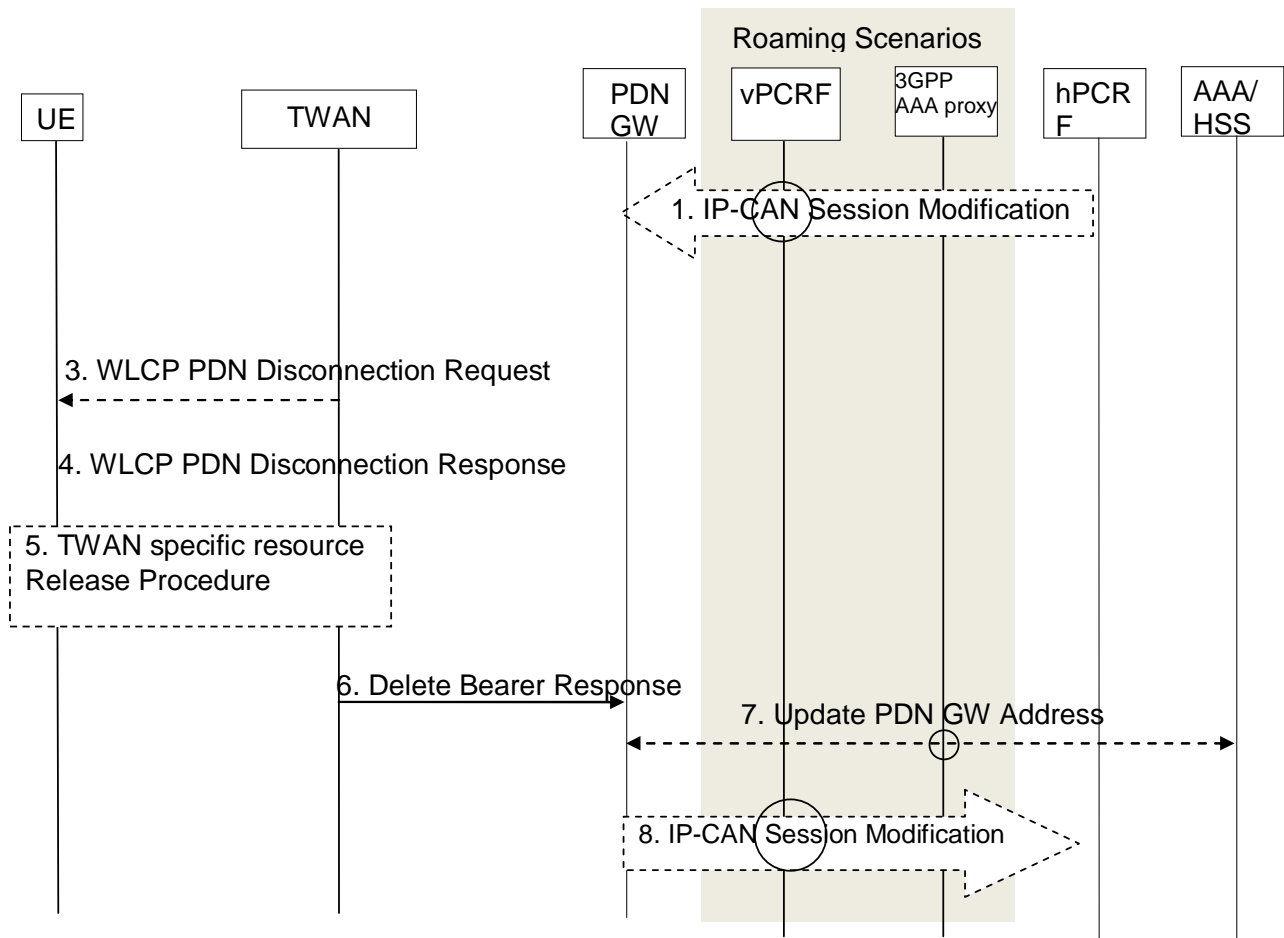 Roaming Scenarios
UE
TWAN
PDN
GW
vPCRF
3GPP
AAA proxy
hPCR
F
AAA/
HSS
1. IP-CAN Session Modification
3. WLCP PDN Disconnection Request
4. WLCP PDN Disconnection Response
5. TWAN specific resource
Release Procedure
6. Delete Bearer Response
7. Update PDN GW Address
8. IP-CAN Session Modification